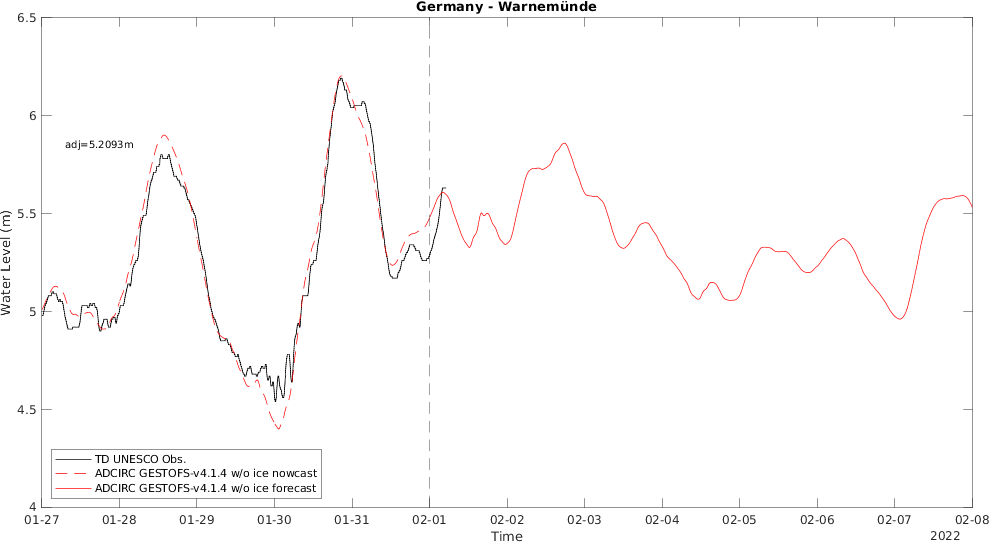 Germany - Warnemünde
6.5
6
5.5
5
4.5
4
Water Level (m)
adj=5.2093m
TD UNESCO Obs.
ADCIRC GESTOFS-v4.1.4 w/o ice nowcast
ADCIRC GESTOFS-v4.1.4 w/o ice forecast
01-27 01-28 01-29 01-30 01-31 02-01 02-02 02-03 02-04 02-05 02-06 02-07 02-08
Time
2022